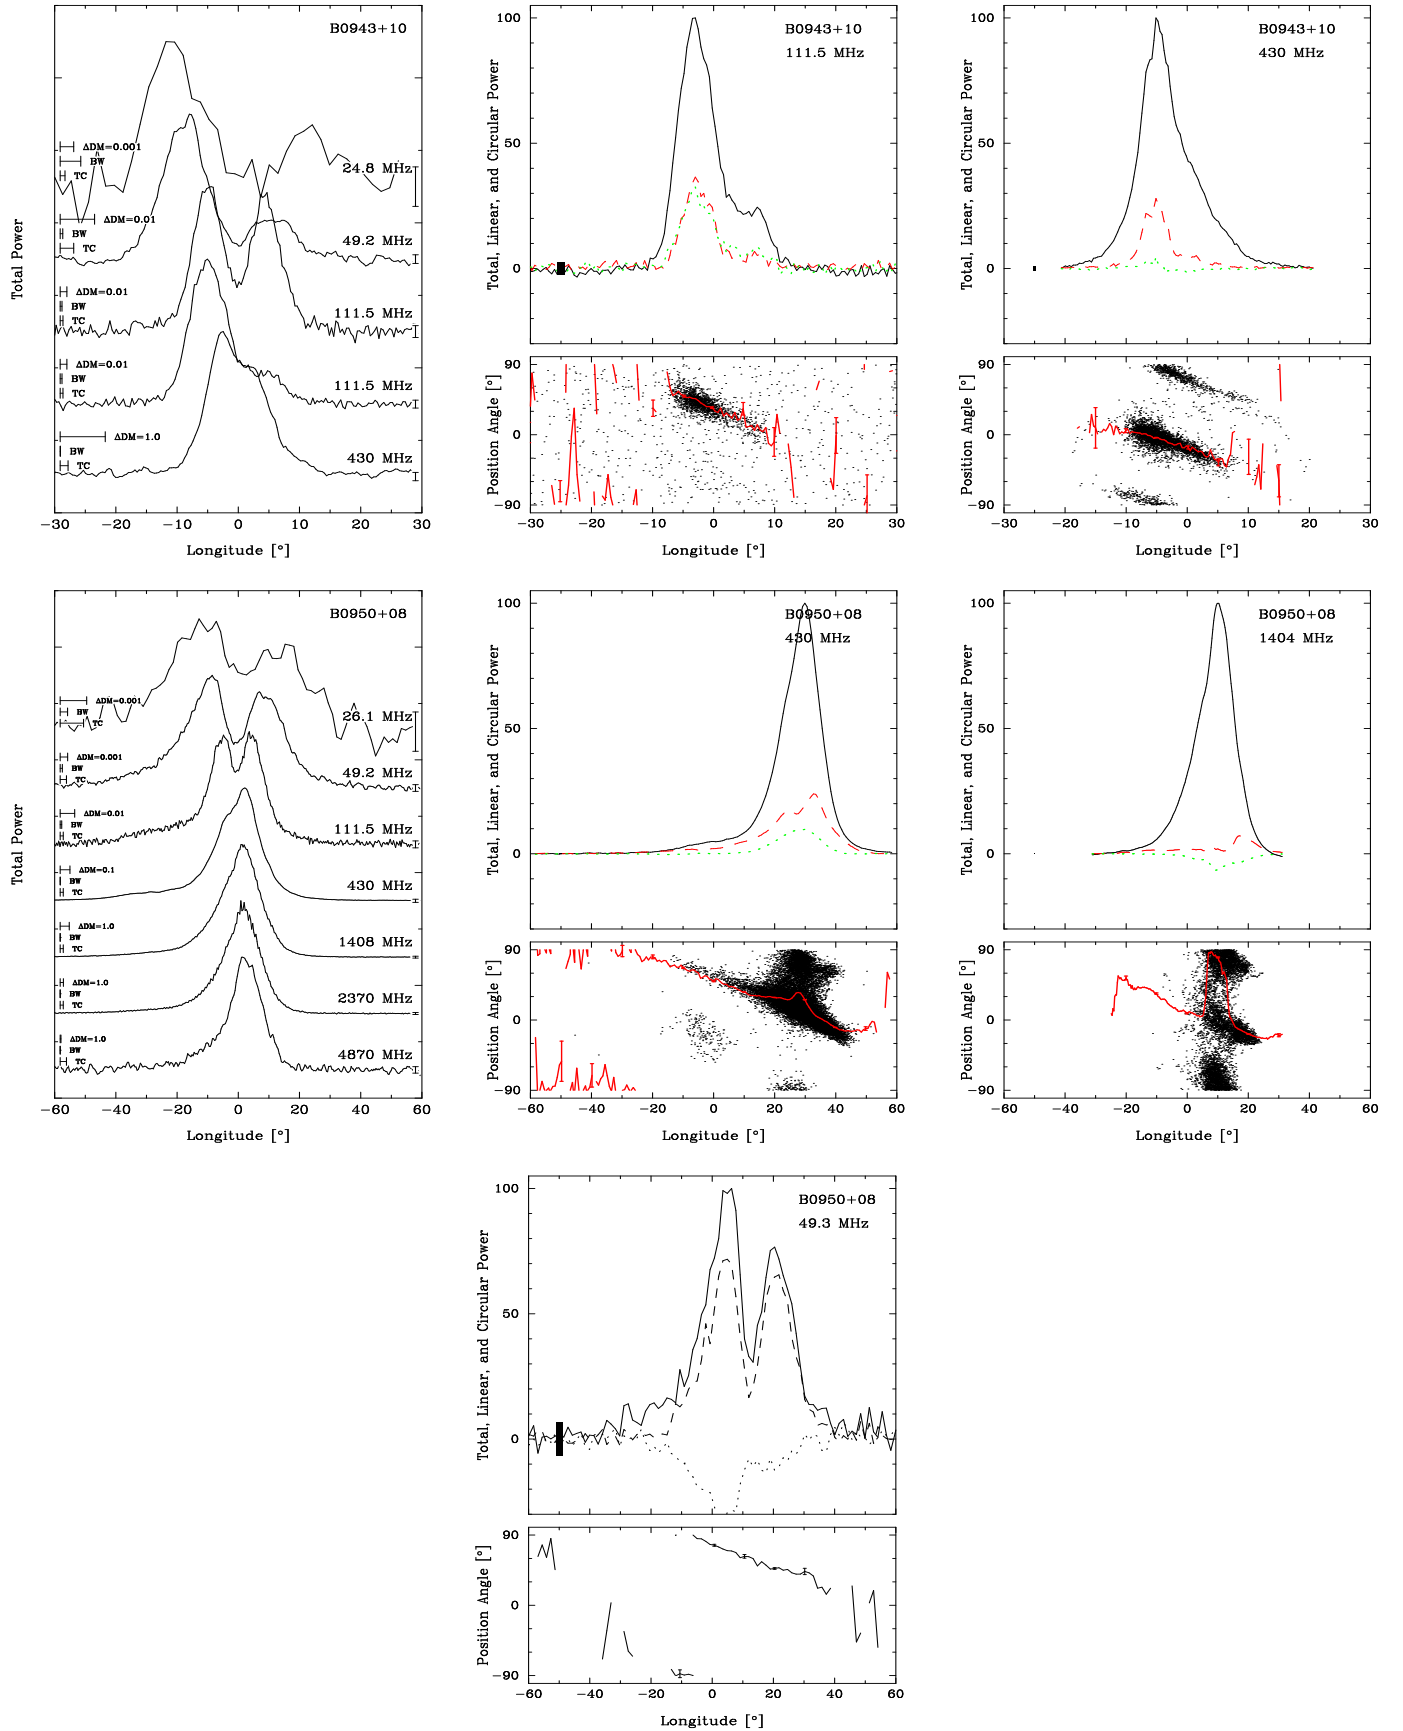 B0943+10
Total Power
ΔDM=0.001
BW
TC
24.8 MHz
ΔDM=0.01
BW
TC
49.2 MHz
ΔDM=0.01
BW
TC
111.5 MHz
ΔDM=0.01
BW
TC
111.5 MHz
ΔDM=1.0
BW
TC
430 MHz
−30 −20 −10 0 10 20 30
Longitude [°]
B0943+10
111.5 MHz
Total, Linear, and Circular Power
100
50
0
Position Angle [°]
90
0
−90
−30 −20 −10 0 10 20 30
Longitude [°]
B0943+10
430 MHz
Total, Linear, and Circular Power
100
50
0
Position Angle [°]
90
0
−90
−30 −20 −10 0 10 20 30
Longitude [°]
B0950+08
Total Power
ΔDM=0.001
BW
TC
26.1 MHz
ΔDM=0.001
BW
TC
49.2 MHz
ΔDM=0.01
BW
TC
111.5 MHz
ΔDM=0.1
BW
TC
430 MHz
ΔDM=1.0
BW
TC
1408 MHz
ΔDM=1.0
BW
TC
2370 MHz
ΔDM=1.0
BW
TC
4870 MHz
−60 −40 −20 0 20 40 60
Longitude [°]
B0950+08
430 MHz
Total, Linear, and Circular Power
100
50
0
Position Angle [°]
90
0
−90
−60 −40 −20 0 20 40 60
Longitude [°]
B0950+08
1404 MHz
Total, Linear, and Circular Power
100
50
0
Position Angle [°]
90
0
−90
−60 −40 −20 0 20 40 60
Longitude [°]
B0950+08
49.3 MHz
Total, Linear, and Circular Power
100
50
0
Position Angle [°]
90
0
−90
−60 −40 −20 0 20 40 60
Longitude [°]